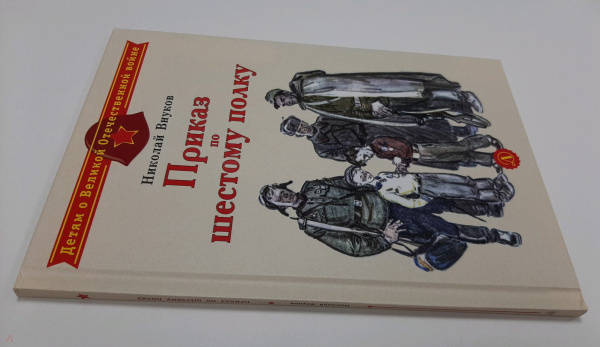 Детям о Великой Отечественной войне
Николай Внуков
Приказ
по
шестому полку